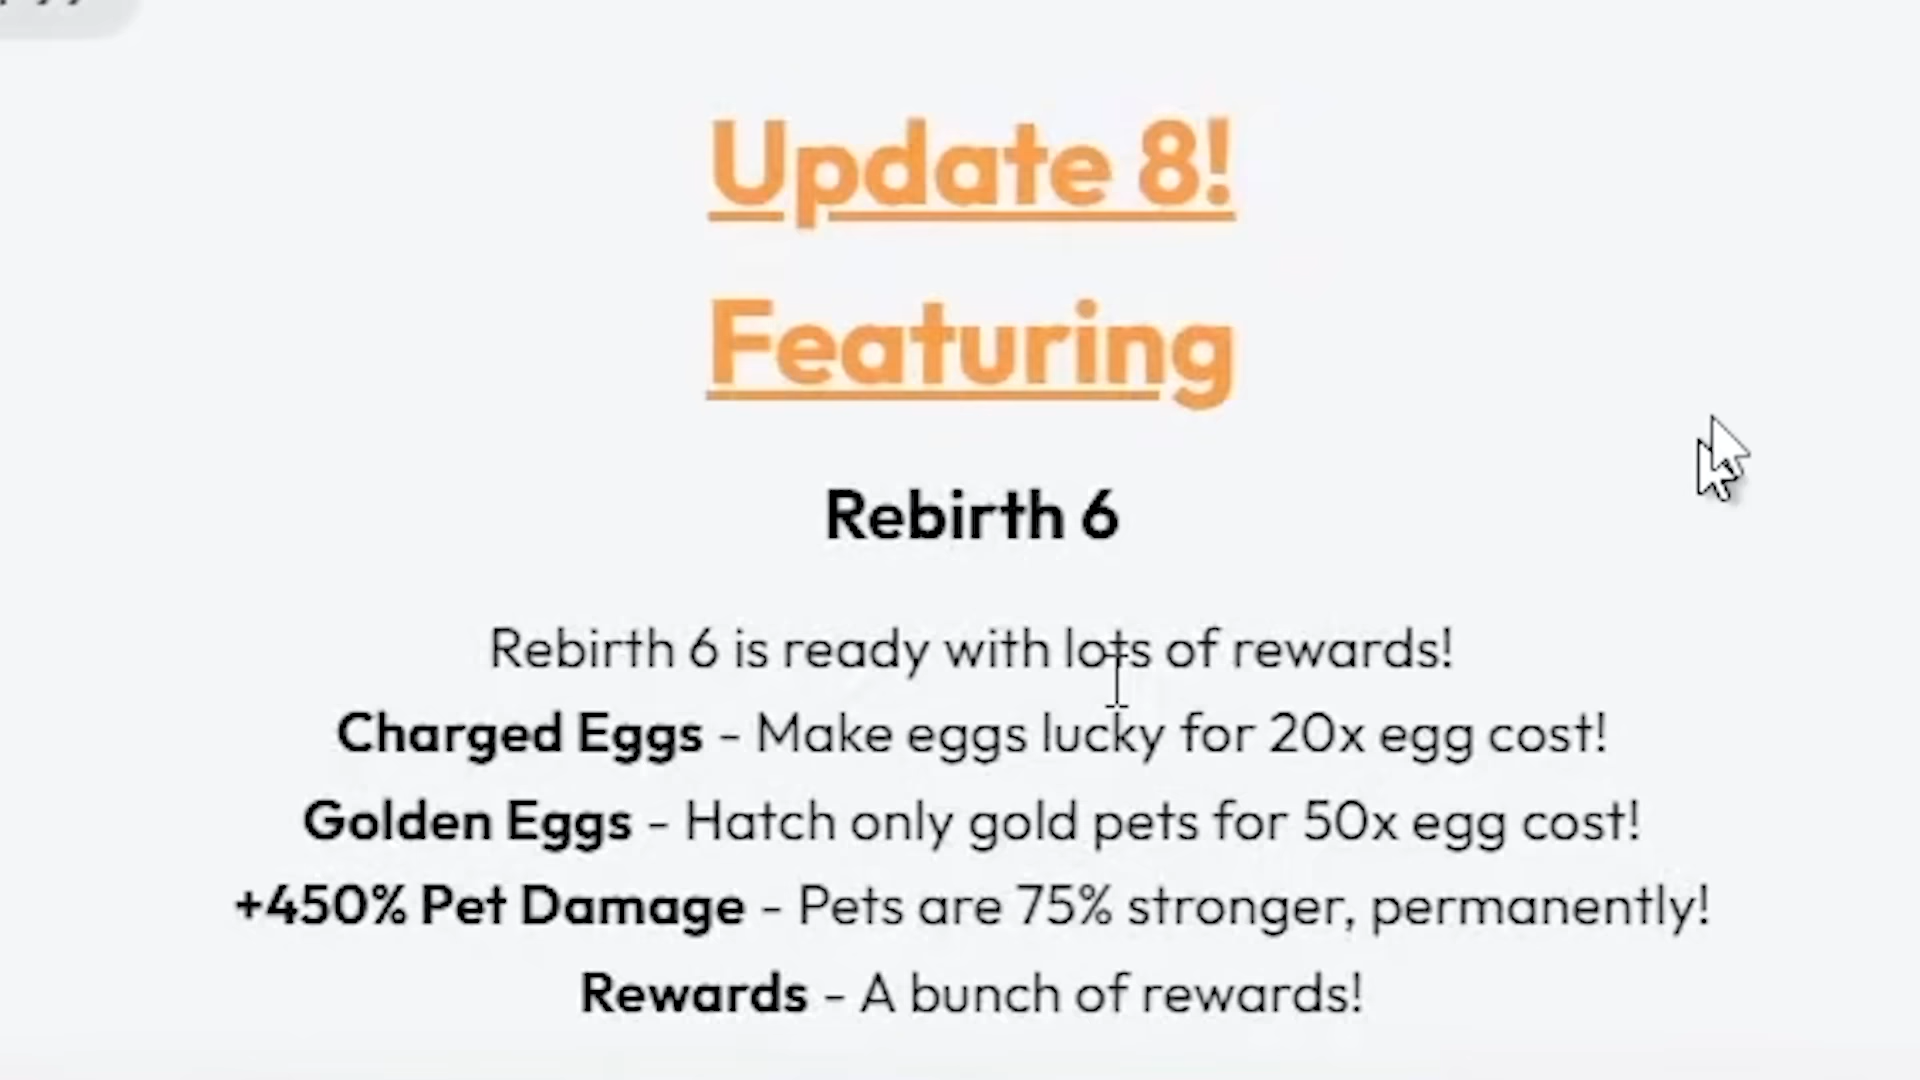 Update 8!
Featuring
Rebirth 6
Rebirth 6 is ready with lots of rewards!
Charged Eggs - Make eggs lucky for 20x egg cost!
Golden Eggs - Hatch only gold pets for 50x egg cost!
+450% Pet Damage - Pets are 75% stronger, permanently!
Rewards - A bunch of rewards!